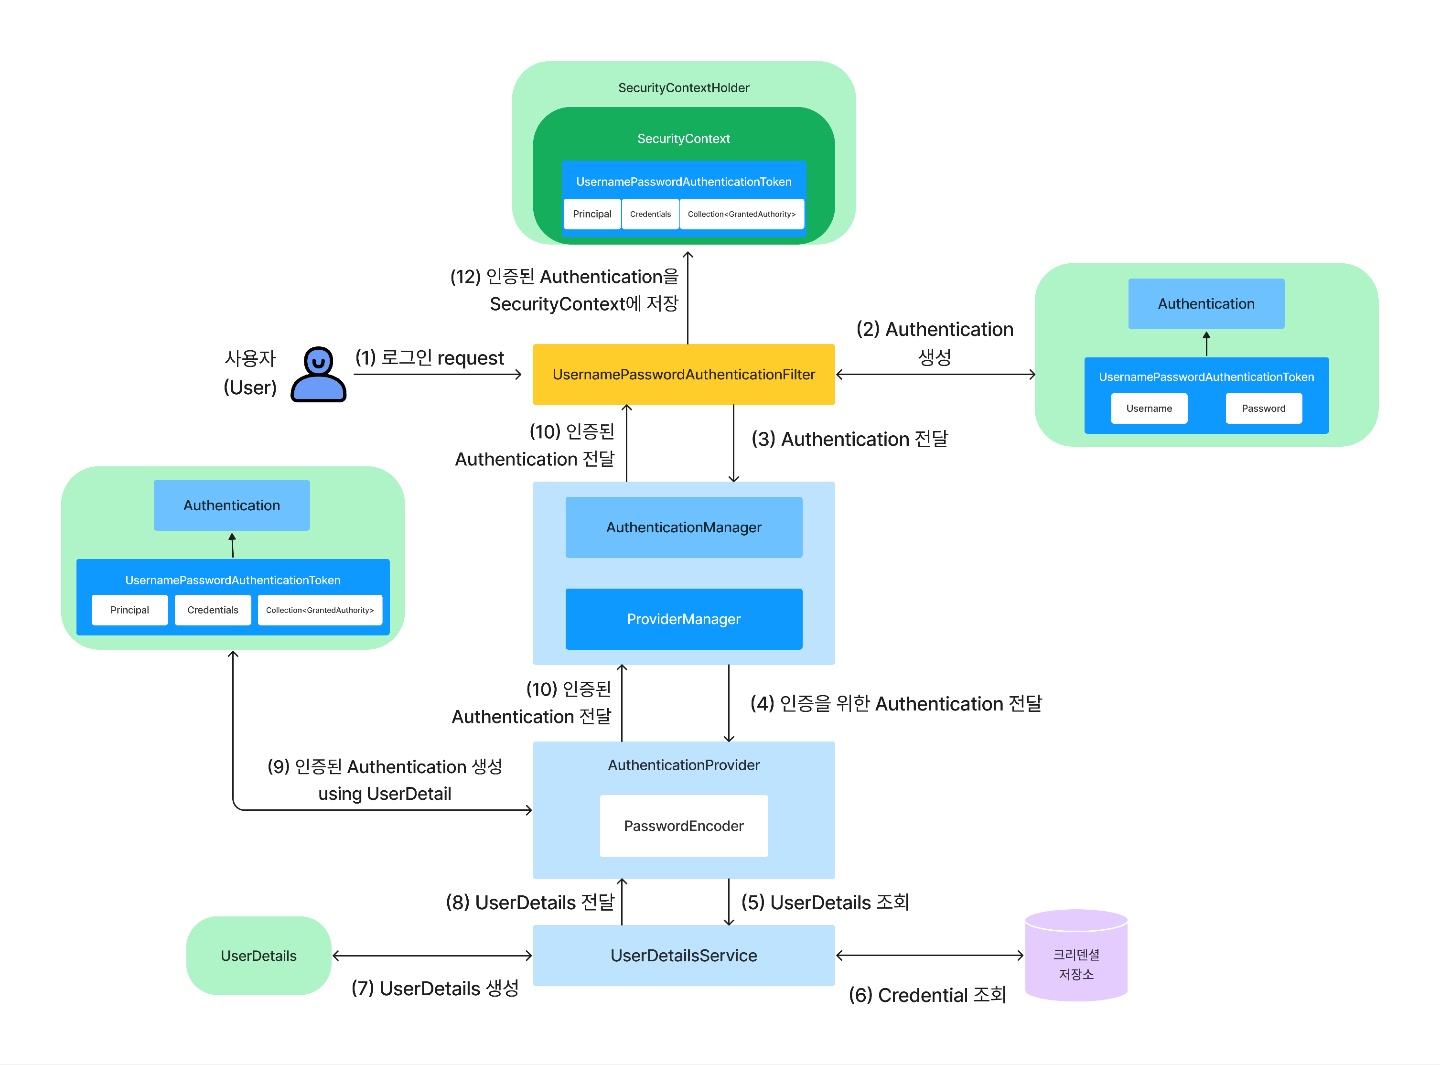 SecurityContextHolder
SecurityContext
UsernamePasswordAuthenticationToken
Principal
Credentials
Collection<GrantedAuthority>
(12) 인증된 Authentication을
SecurityContext에 저장
사용자
(User)
(1) 로그인 request
UsernamePasswordAuthenticationFilter
(2) Authentication
생성
Authentication
UsernamePasswordAuthenticationToken
Username
Password
(10) 인증된
Authentication 전달
(3) Authentication 전달
Authentication
UsernamePasswordAuthenticationToken
Principal
Credentials
Collection<GrantedAuthority>
AuthenticationManager
ProviderManager
(10) 인증된
Authentication 전달
(4) 인증을 위한 Authentication 전달
(9) 인증된 Authentication 생성
using UserDetail
AuthenticationProvider
PasswordEncoder
(8) UserDetails 전달
(5) UserDetails 조회
UserDetails
(7) UserDetails 생성
UserDetailsService
(6) Credential 조회
크리덴셜
저장소